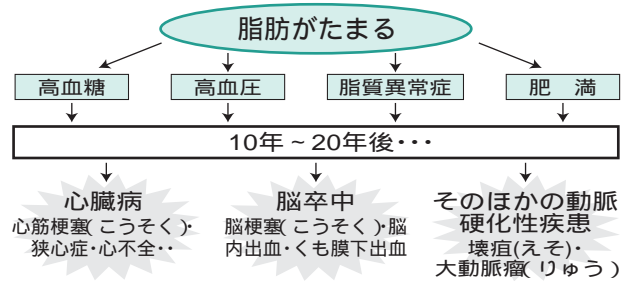 脂肪がたまる
高血糖
高血圧
脂質異常症
肥 満
10年～20年後･･･
心臓病
心筋梗塞(こうそく)・
狭心症・心不全・・
脳卒中
脳梗塞(こうそく)・脳
内出血・くも膜下出血
そのほかの動脈
硬化性疾患
壊疽(えそ)・
大動脈瘤(りゅう)